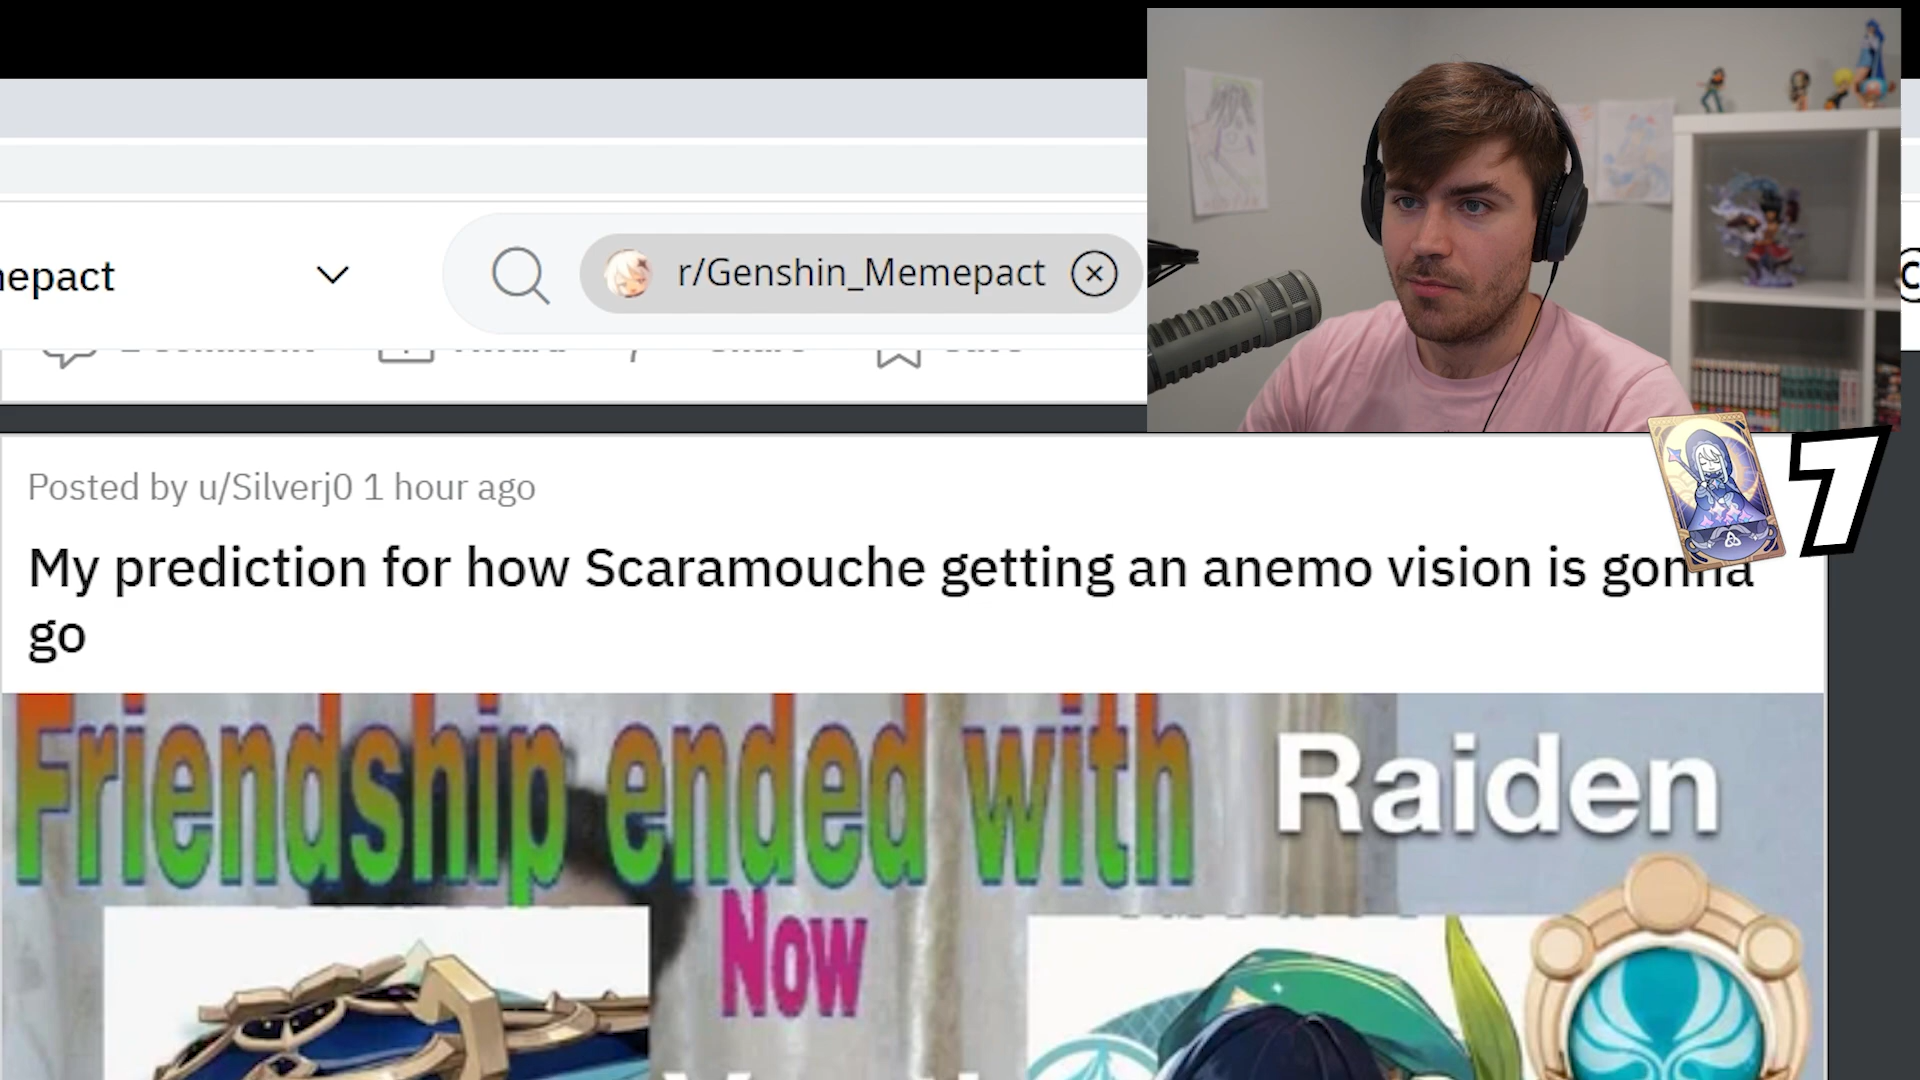 nepact
r/Genshin_Memepact
Posted by u/Silverj0 1 hour ago
My prediction for how Scaramouche getting an anemo vision is gonna
go
7
Friendship ended with Raiden
Now